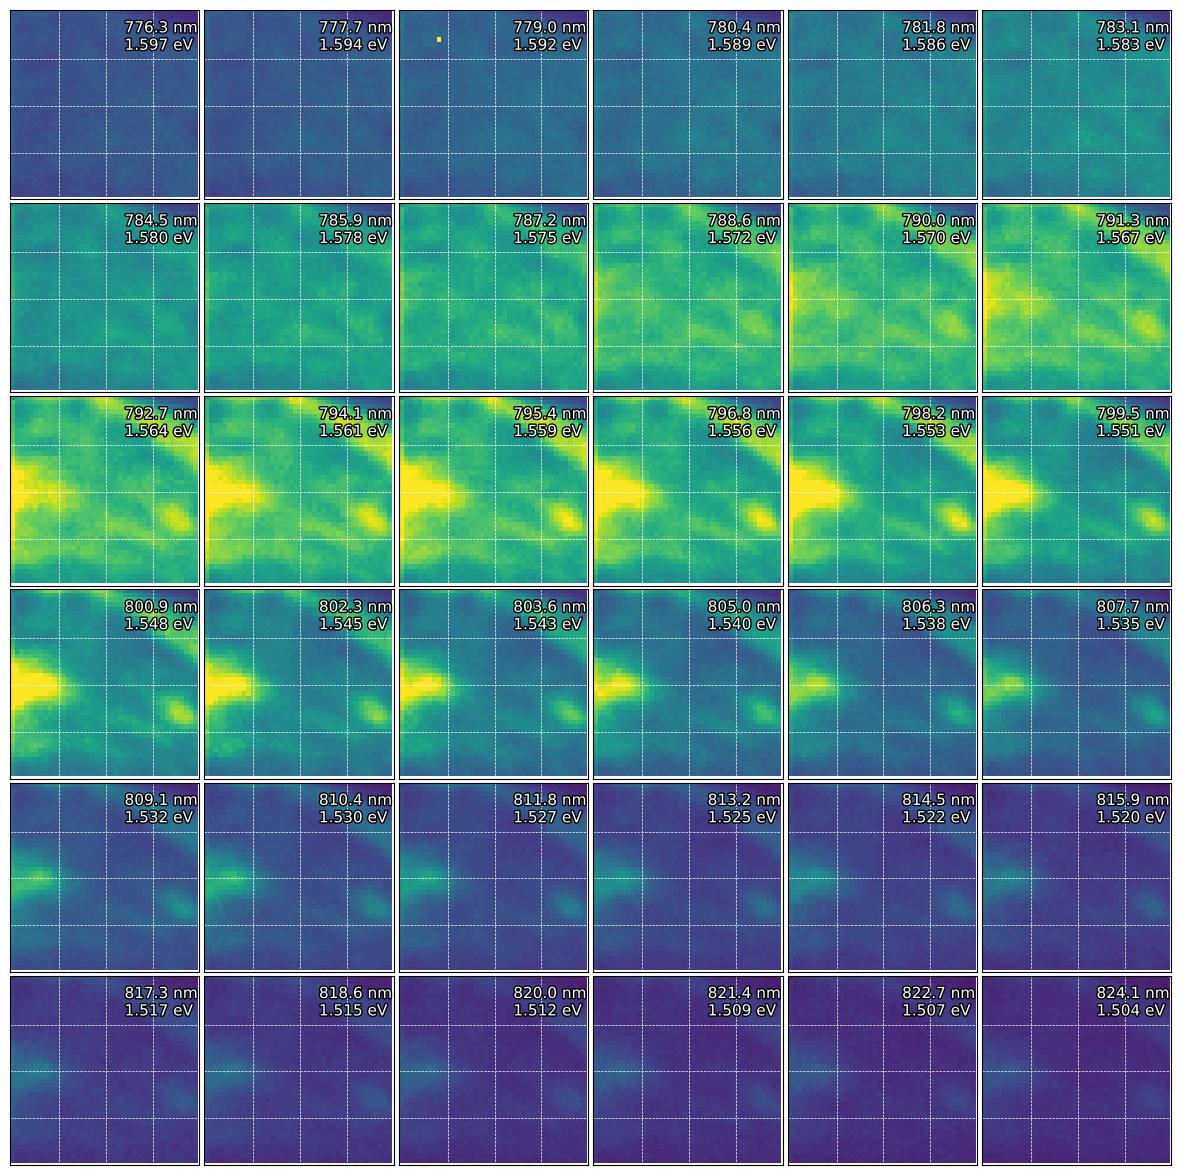 776.3 nm
1.597 eV
777.7 nm
1.594 eV
779.0 nm
1.592 eV
780.4 nm
1.589 eV
781.8 nm
1.586 eV
783.1 nm
1.583 eV
784.5 nm
1.580 eV
785.9 nm
1.578 eV
787.2 nm
1.575 eV
788.6 nm
1.572 eV
790.0 nm
1.570 eV
791.3 nm
1.567 eV
792.7 nm
1.564 eV
794.1 nm
1.561 eV
795.4 nm
1.559 eV
796.8 nm
1.556 eV
798.2 nm
1.553 eV
799.5 nm
1.551 eV
800.9 nm
1.548 eV
802.3 nm
1.545 eV
803.6 nm
1.543 eV
805.0 nm
1.540 eV
806.3 nm
1.538 eV
807.7 nm
1.535 eV
809.1 nm
1.532 eV
810.4 nm
1.530 eV
811.8 nm
1.527 eV
813.2 nm
1.525 eV
814.5 nm
1.522 eV
815.9 nm
1.520 eV
817.3 nm
1.517 eV
818.6 nm
1.515 eV
820.0 nm
1.512 eV
821.4 nm
1.509 eV
822.7 nm
1.507 eV
824.1 nm
1.504 eV